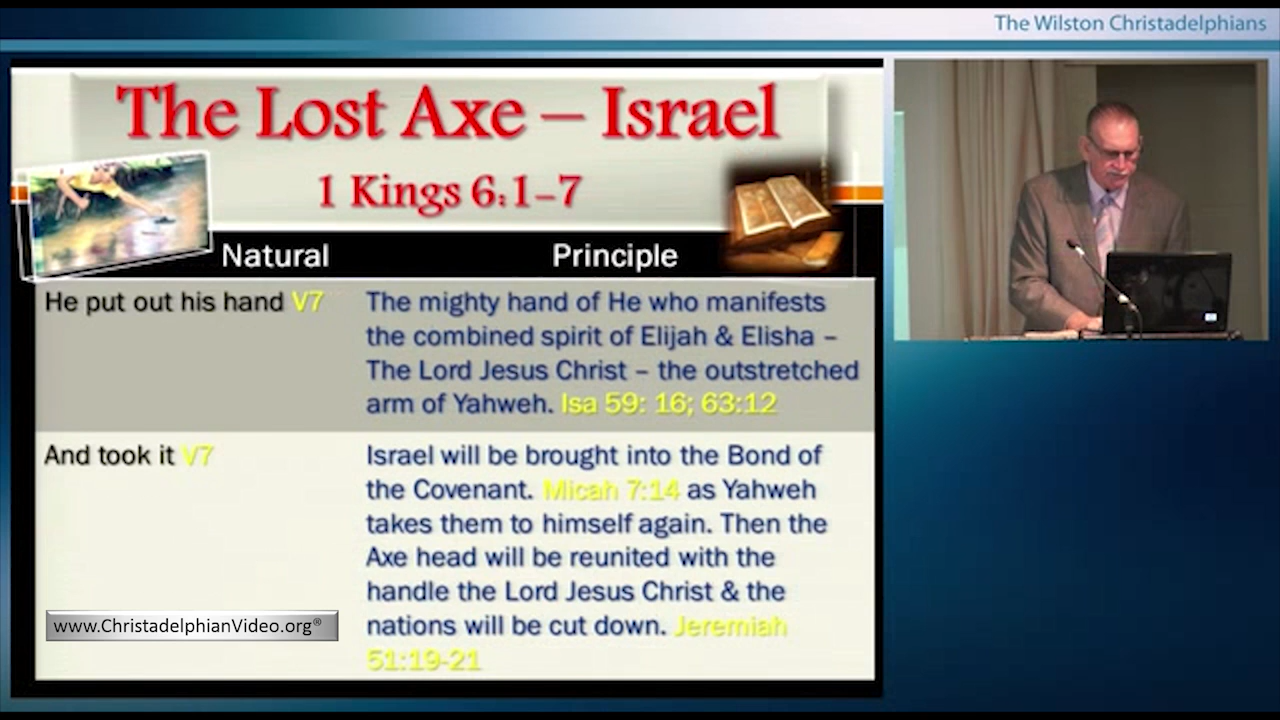 The Wilston Christadelphians
The Lost Axe – Israel
1 Kings 6:1-7
Natural Principle
He put out his hand V7
The mighty hand of He who manifests
the combined spirit of Elijah & Elisha –
The Lord Jesus Christ – the outstretched
arm of Yahweh. Isa 59: 16; 63:12
And took it V7
Israel will be brought into the Bond of
the Covenant. Micah 7:14 as Yahweh
takes them to himself again. Then the
Axe head will be reunited with the
handle the Lord Jesus Christ & the
nations will be cut down. Jeremiah
51:19-21
www.ChristadelphianVideo.org®